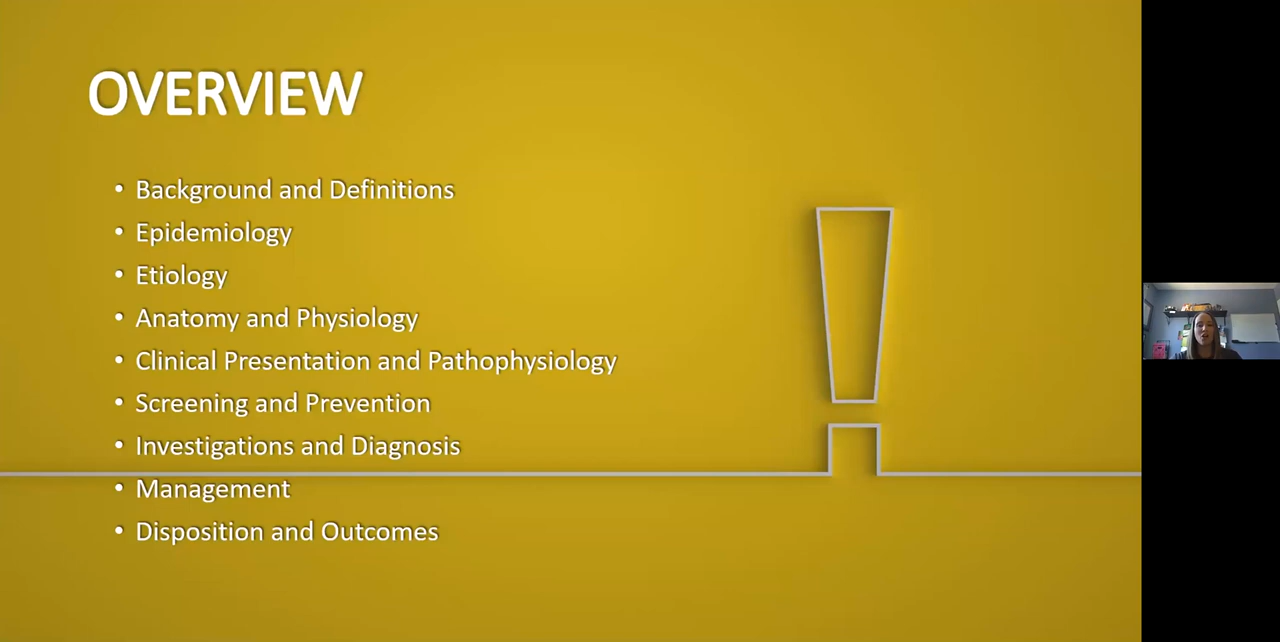 OVERVIEW
• Background and Definitions
• Epidemiology
• Etiology
• Anatomy and Physiology
• Clinical Presentation and Pathophysiology
• Screening and Prevention
• Investigations and Diagnosis
• Management
• Disposition and Outcomes